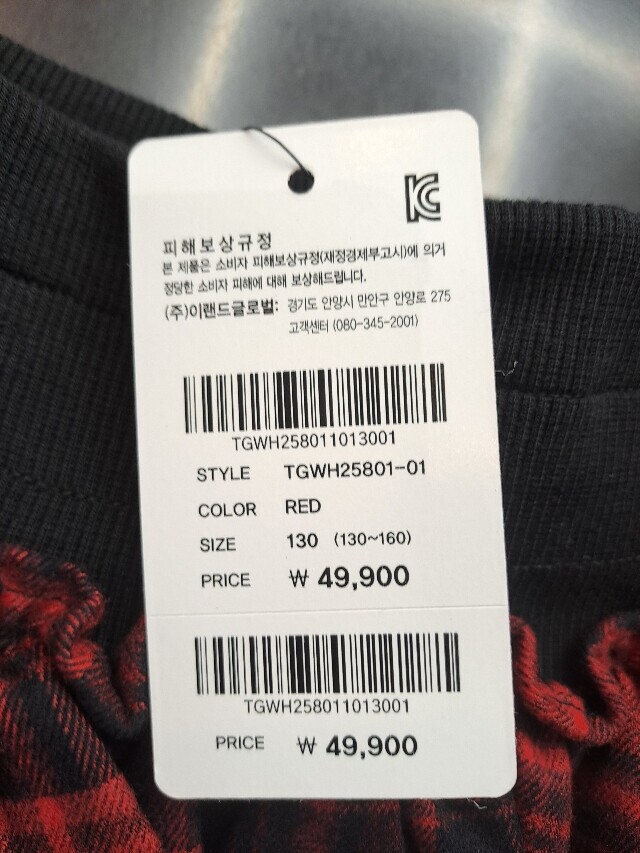 KC
피해보상규정
본 제품은 소비자 피해보상규정(재정경제부고시)에 의거
정당한 소비자 피해에 대해 보상해드립니다.
(주)이랜드글로벌: 경기도 안양시 만안구 안양로 275
고객센터 (080-345-2001)
TGWH258011013001
STYLE TGWH25801-01
COLOR RED
SIZE 130 (130~160)
PRICE ₩ 49,900
TGWH258011013001
PRICE ₩ 49,900